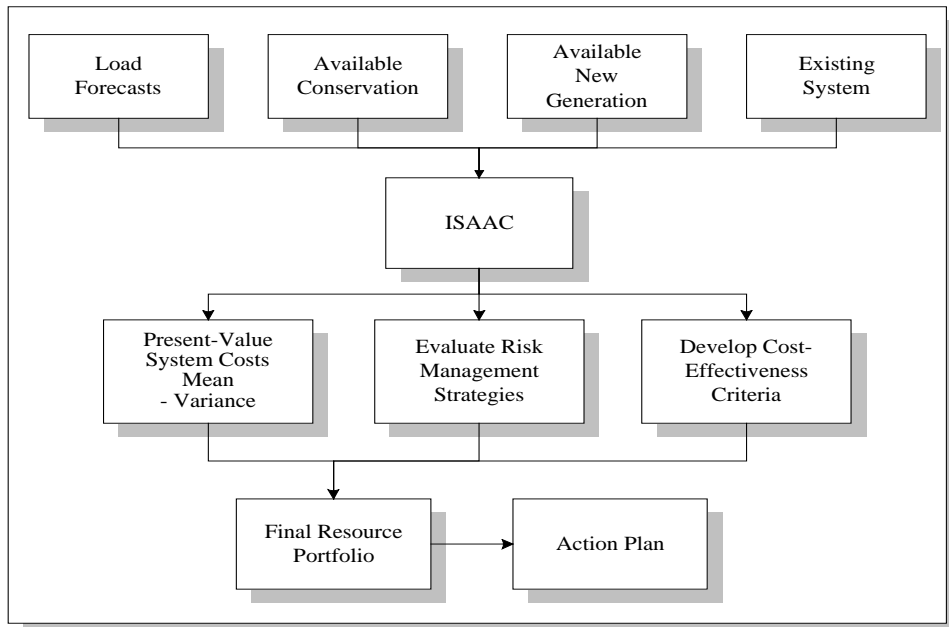 Load
Forecasts
Available
Conservation
Available
New
Generation
Existing
System
ISAAC
Present-Value
System Costs
Mean
- Variance
Evaluate Risk
Management
Strategies
Develop Cost-
Effectiveness
Criteria
Final Resource
Portfolio
Action Plan